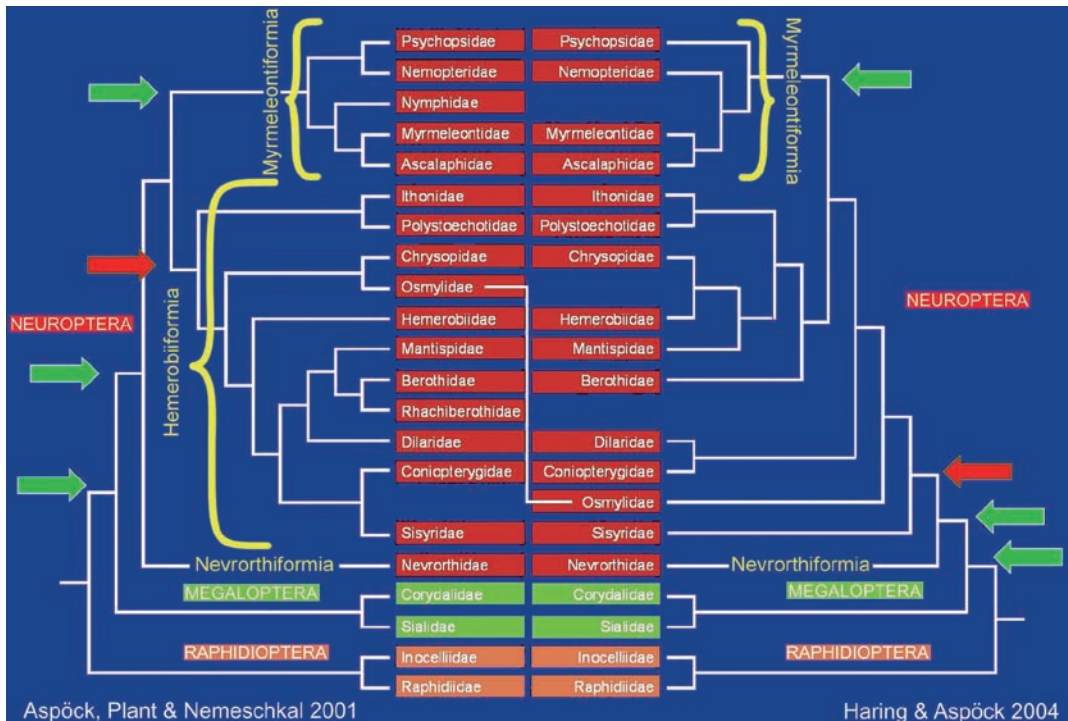 Myrmeleontiformia
Psychopsidae Psychopsidae
Nemopteridae Nemopteridae
Nymphidae
Myrmeleontidae Myrmeleontidae
Ascalaphidae Ascalaphidae
Myrmeleontiformia
Hemerobiiformia
Ithonidae Ithonidae
Polystoechotidae Polystoechotidae
Chrysopidae Chrysopidae
Osmylidae
NEUROPTERA NEUROPTERA
Hemerobiidae Hemerobiidae
Mantispidae Mantispidae
Berothidae Berothidae
Rhachiberothidae
Dilaridae Dilaridae
Coniopterygidae Coniopterygidae
Osmylidae
Sisyridae Sisyridae
Nevrorthiformia Nevrorthidae Nevrorthidae Nevrorthiformia
MEGALOPTERA Corydalidae Corydalidae MEGALOPTERA
Sialidae Sialidae
RAPHIDIOPTERA Inocelliidae Inocelliidae RAPHIDIOPTERA
Raphidiidae Raphidiidae
Aspöck, Plant & Nemeschkal 2001 Haring & Aspöck 2004